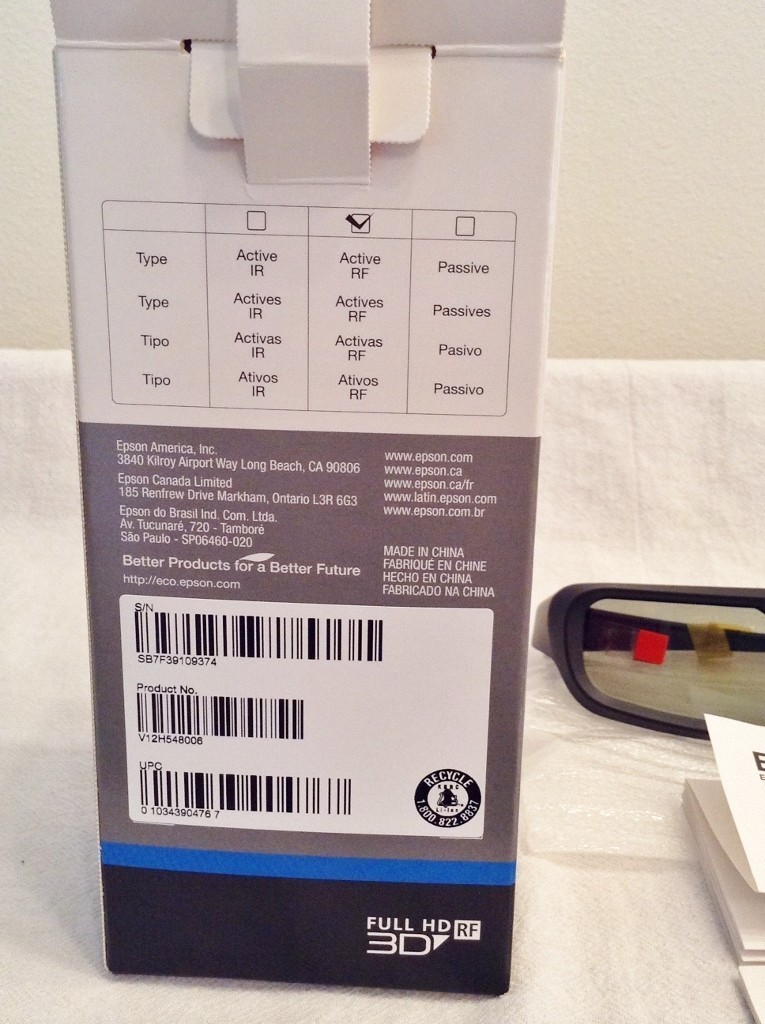 Type Active IR Active RF Passive
Type Actives IR Actives RF Passives
Tipo Activas IR Activas RF Pasivo
Tipo Ativos IR Ativos RF Passivo
Epson America, Inc.
3840 Kilroy Airport Way Long Beach, CA 90806
Epson Canada Limited
185 Renfrew Drive Markham, Ontario L3R 6G3
Epson do Brasil Ind. Com. Ltda.
Av. Tucunaré, 720 - Tamboré
São Paulo - SP06460-020
Better Products for a Better Future
http://eco.epson.com
www.epson.com
www.epson.ca
www.epson.ca/fr
www.latin.epson.com
www.epson.com.br
MADE IN CHINA
FABRIQUÉ EN CHINE
HECHO EN CHINA
FABRICADO NA CHINA
S/N
SB7F39109374
Product No.
V12H548006
UPC
0 1034390476 7
RECYCLE
Li-Ion
1.800.822.8837
FULL HD RF
3D